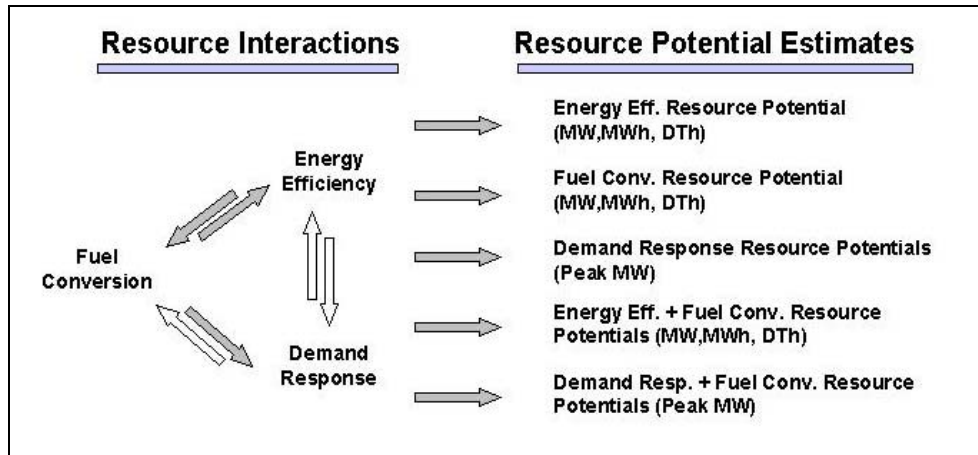 Resource Interactions
Resource Potential Estimates
Energy
Efficiency
Fuel
Conversion
Demand
Response
Energy Eff. Resource Potential
(MW,MWh, DTh)
Fuel Conv. Resource Potential
(MW,MWh, DTh)
Demand Response Resource Potentials
(Peak MW)
Energy Eff. + Fuel Conv. Resource
Potentials (MW,MWh, DTh)
Demand Resp. + Fuel Conv. Resource
Potentials (Peak MW)